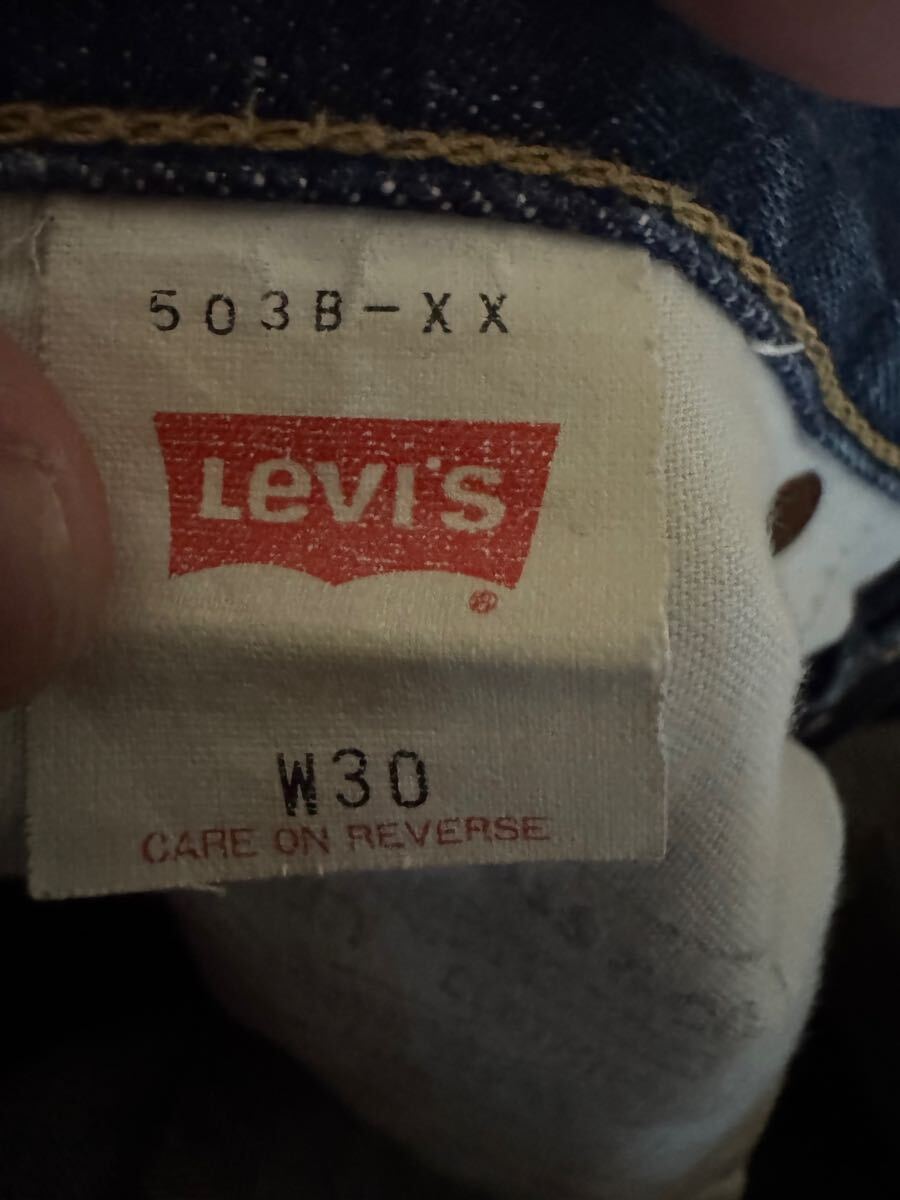 503B-XX
LeVI'S
®
W30
CARE ON REVERSE